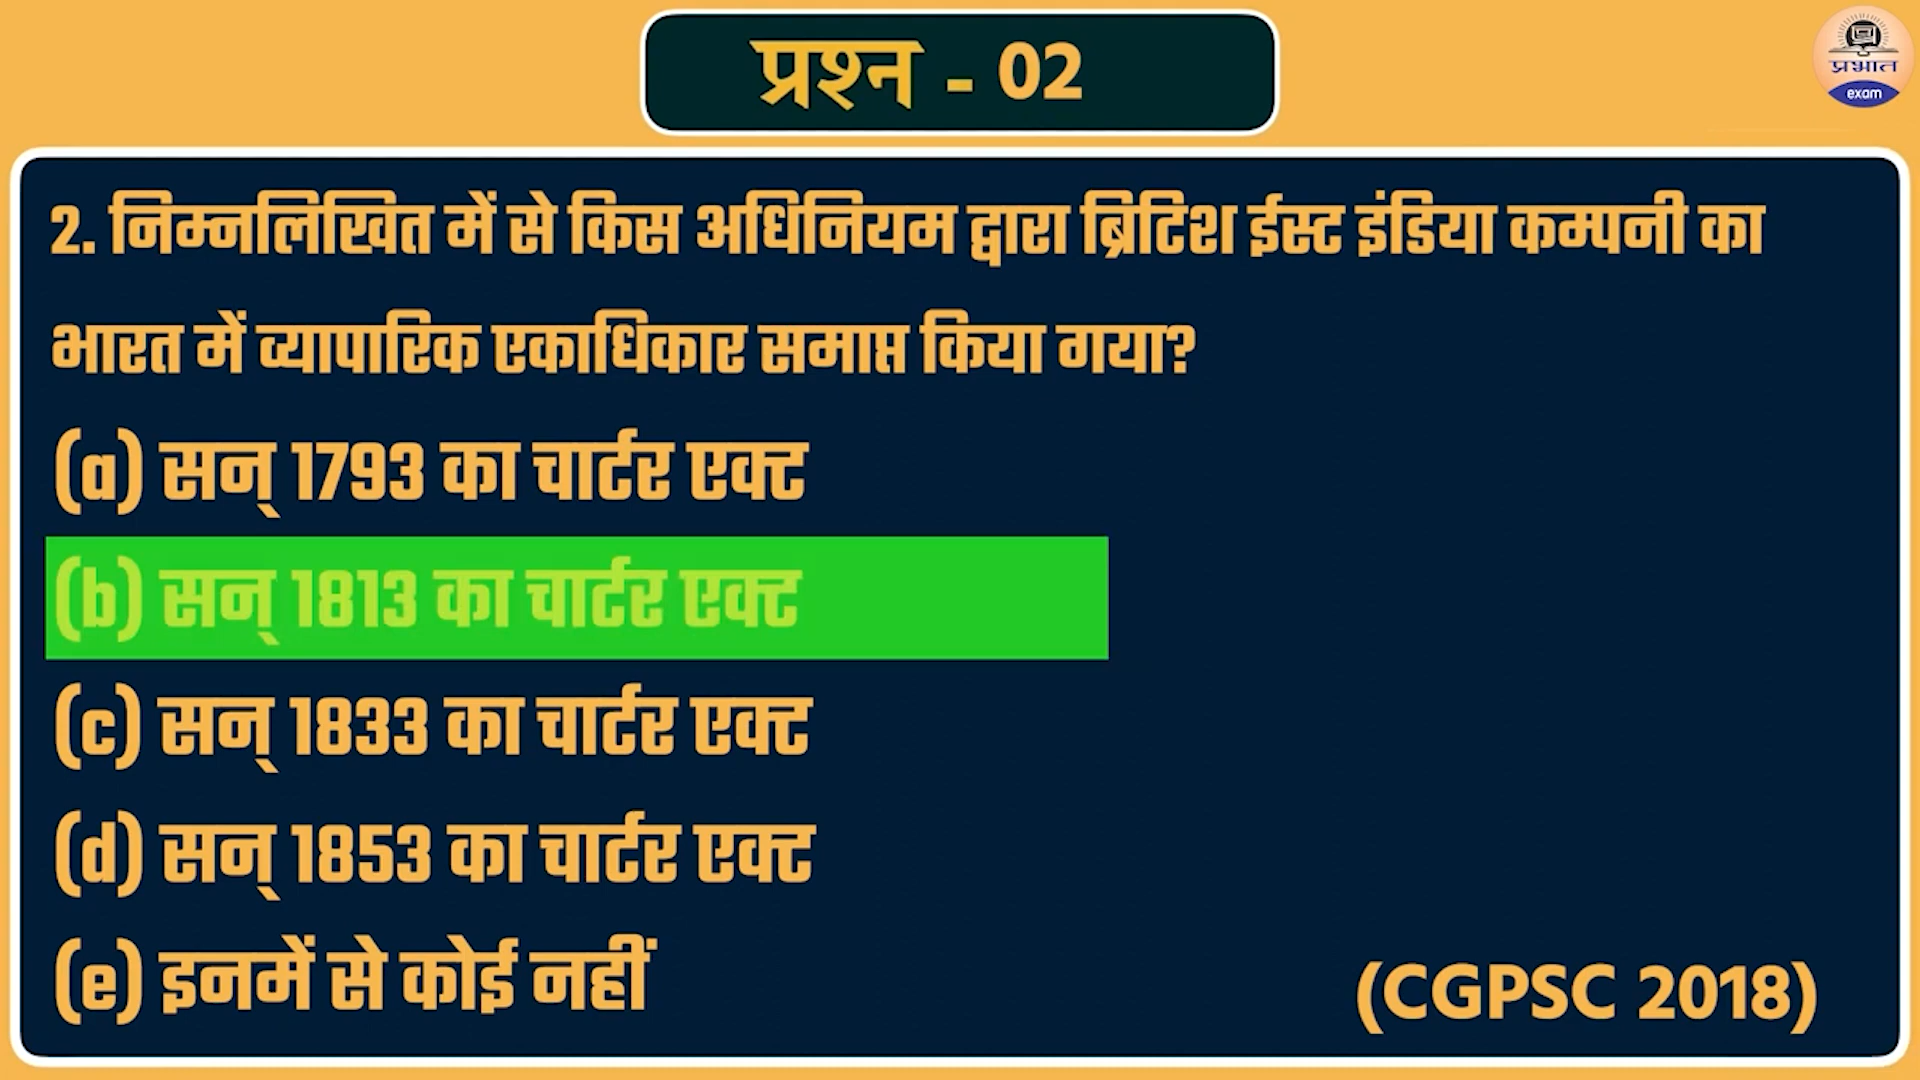 प्रश्न - 02
प्रभात
exam
2. निम्नलिखित में से किस अधिनियम द्वारा ब्रिटिश ईस्ट इंडिया कम्पनी का
भारत में व्यापारिक एकाधिकार समाप्त किया गया?
(a) सन् 1793 का चार्टर एक्ट
(b) सन् 1813 का चार्टर एक्ट
(c) सन् 1833 का चार्टर एक्ट
(d) सन् 1853 का चार्टर एक्ट
(e) इनमें से कोई नहीं
(CGPSC 2018)